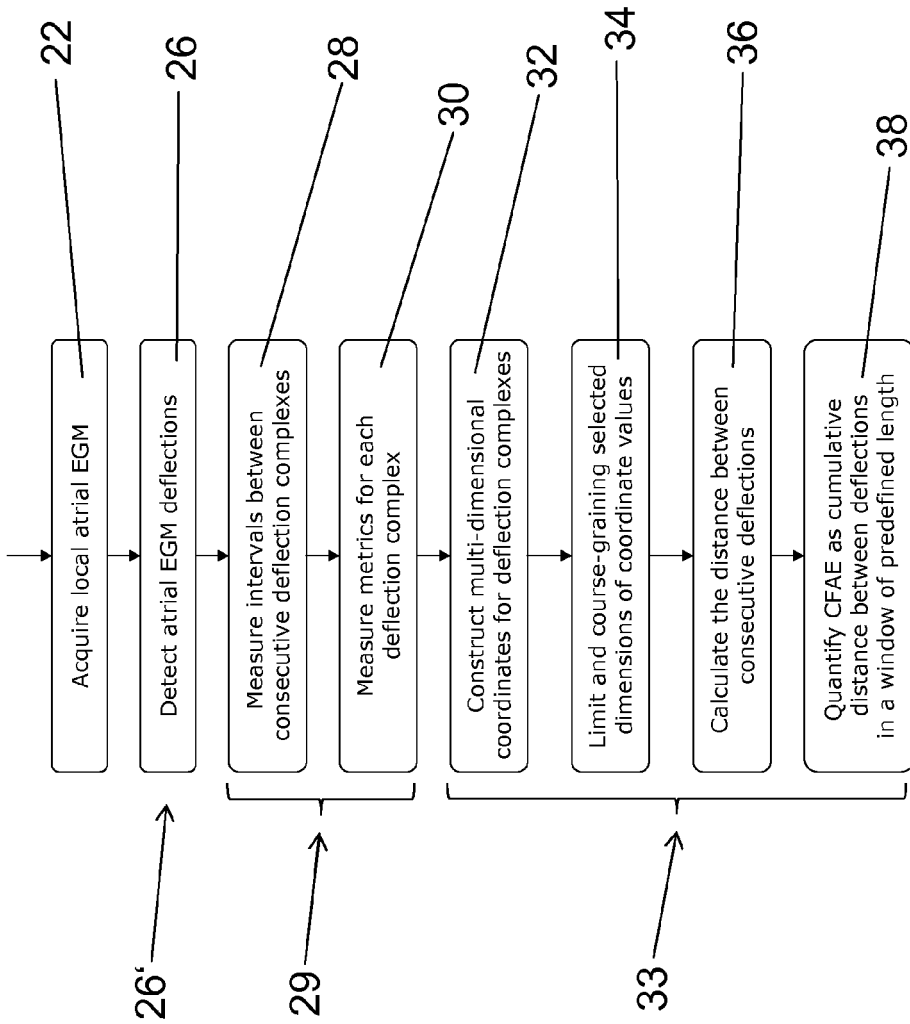 Acquire local atrial EGM
22
Detect atrial EGM deflections
26
26‘
Measure intervals between
consecutive deflection complexes
28
Measure metrics for each
deflection complex
30
29
Construct multi-dimensional
coordinates for deflection complexes
32
Limit and course-graining selected
dimensions of coordinate values
34
Calculate the distance between
consecutive deflections
36
Quantify CFAE as cumulative
distance between deflections
in a window of predefined length
38
33